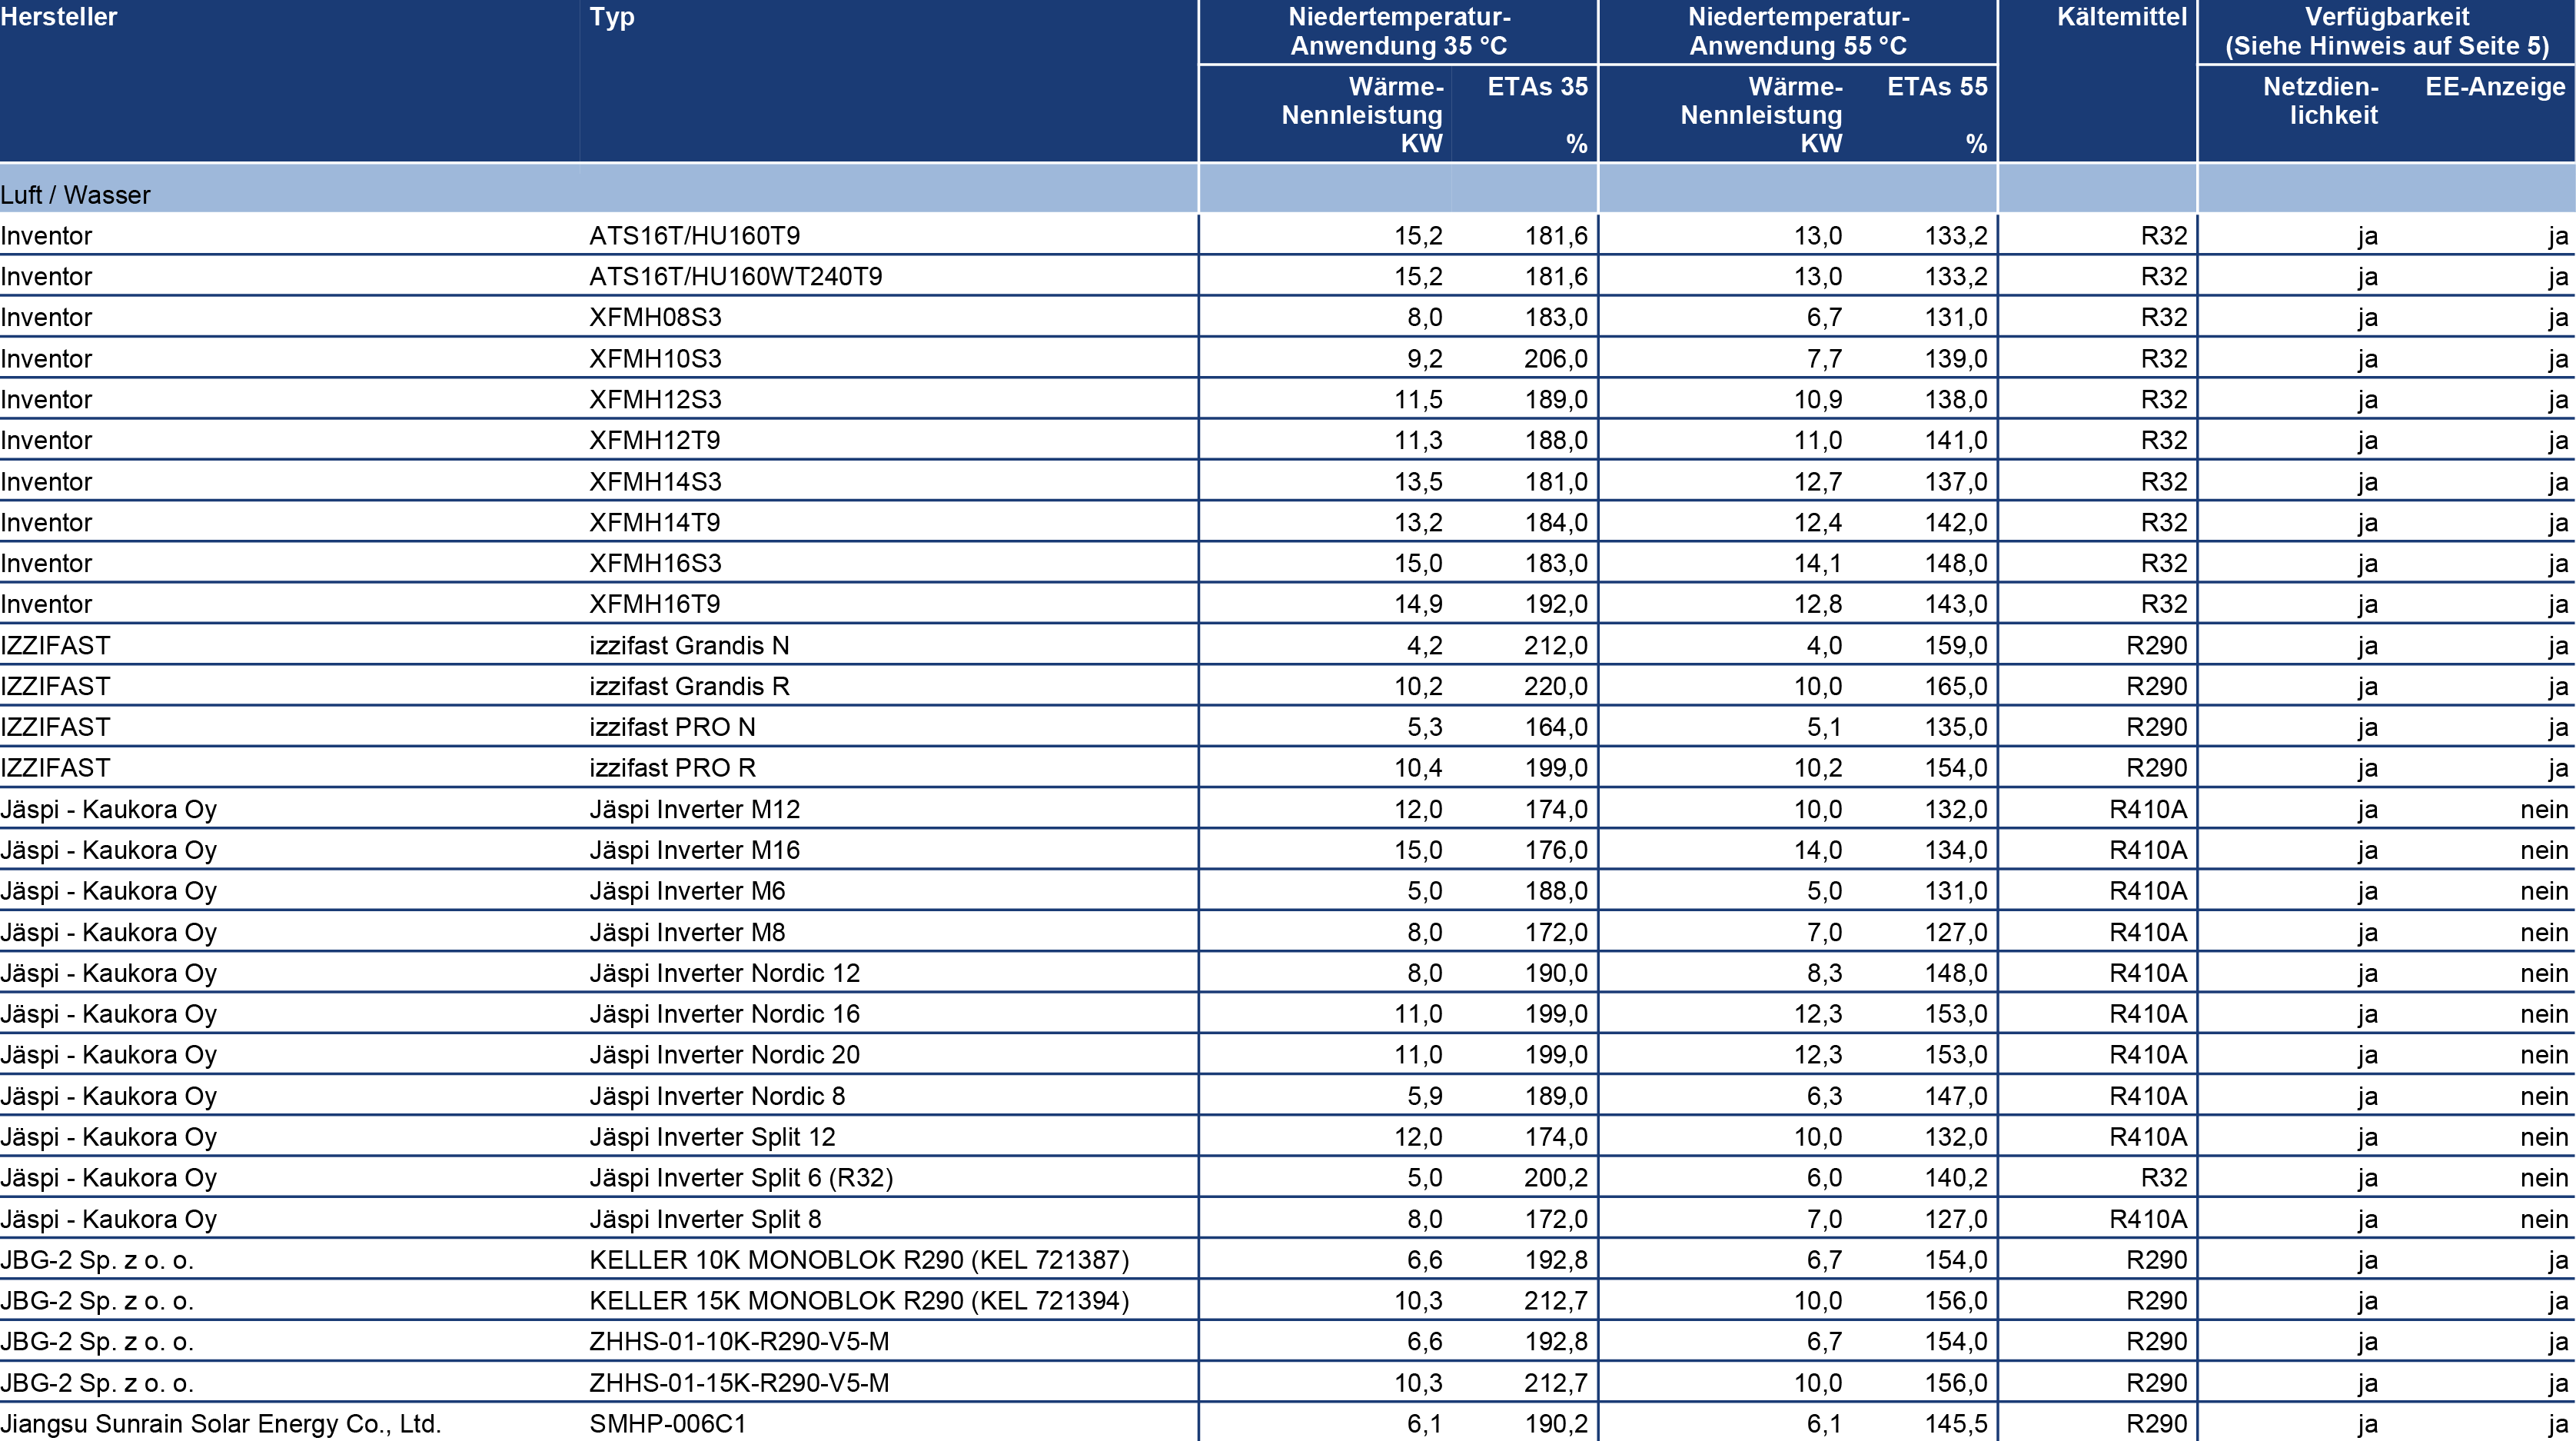 Hersteller Typ Niedertemperatur- Niedertemperatur- Kältemittel Verfügbarkeit
Anwendung 35 °C Anwendung 55 °C (Siehe Hinweis auf Seite 5)
Wärme- ETAs 35 Wärme- ETAs 55 Netzdien- EE-Anzeige
Nennleistung Nennleistung lichkeit
KW % KW %
Luft / Wasser
Inventor ATS16T/HU160T9 15,2 181,6 13,0 133,2 R32 ja ja
Inventor ATS16T/HU160WT240T9 15,2 181,6 13,0 133,2 R32 ja ja
Inventor XFMH08S3 8,0 183,0 6,7 131,0 R32 ja ja
Inventor XFMH10S3 9,2 206,0 7,7 139,0 R32 ja ja
Inventor XFMH12S3 11,5 189,0 10,9 138,0 R32 ja ja
Inventor XFMH12T9 11,3 188,0 11,0 141,0 R32 ja ja
Inventor XFMH14S3 13,5 181,0 12,7 137,0 R32 ja ja
Inventor XFMH14T9 13,2 184,0 12,4 142,0 R32 ja ja
Inventor XFMH16S3 15,0 183,0 14,1 148,0 R32 ja ja
Inventor XFMH16T9 14,9 192,0 12,8 143,0 R32 ja ja
IZZIFAST izzifast Grandis N 4,2 212,0 4,0 159,0 R290 ja ja
IZZIFAST izzifast Grandis R 10,2 220,0 10,0 165,0 R290 ja ja
IZZIFAST izzifast PRO N 5,3 164,0 5,1 135,0 R290 ja ja
IZZIFAST izzifast PRO R 10,4 199,0 10,2 154,0 R290 ja ja
Jäspi - Kaukora Oy Jäspi Inverter M12 12,0 174,0 10,0 132,0 R410A ja nein
Jäspi - Kaukora Oy Jäspi Inverter M16 15,0 176,0 14,0 134,0 R410A ja nein
Jäspi - Kaukora Oy Jäspi Inverter M6 5,0 188,0 5,0 131,0 R410A ja nein
Jäspi - Kaukora Oy Jäspi Inverter M8 8,0 172,0 7,0 127,0 R410A ja nein
Jäspi - Kaukora Oy Jäspi Inverter Nordic 12 8,0 190,0 8,3 148,0 R410A ja nein
Jäspi - Kaukora Oy Jäspi Inverter Nordic 16 11,0 199,0 12,3 153,0 R410A ja nein
Jäspi - Kaukora Oy Jäspi Inverter Nordic 20 11,0 199,0 12,3 153,0 R410A ja nein
Jäspi - Kaukora Oy Jäspi Inverter Nordic 8 5,9 189,0 6,3 147,0 R410A ja nein
Jäspi - Kaukora Oy Jäspi Inverter Split 12 12,0 174,0 10,0 132,0 R410A ja nein
Jäspi - Kaukora Oy Jäspi Inverter Split 6 (R32) 5,0 200,2 6,0 140,2 R32 ja nein
Jäspi - Kaukora Oy Jäspi Inverter Split 8 8,0 172,0 7,0 127,0 R410A ja nein
JBG-2 Sp. z o. o. KELLER 10K MONOBLOK R290 (KEL 721387) 6,6 192,8 6,7 154,0 R290 ja ja
JBG-2 Sp. z o. o. KELLER 15K MONOBLOK R290 (KEL 721394) 10,3 212,7 10,0 156,0 R290 ja ja
JBG-2 Sp. z o. o. ZHHS-01-10K-R290-V5-M 6,6 192,8 6,7 154,0 R290 ja ja
JBG-2 Sp. z o. o. ZHHS-01-15K-R290-V5-M 10,3 212,7 10,0 156,0 R290 ja ja
Jiangsu Sunrain Solar Energy Co., Ltd. SMHP-006C1 6,1 190,2 6,1 145,5 R290 ja ja